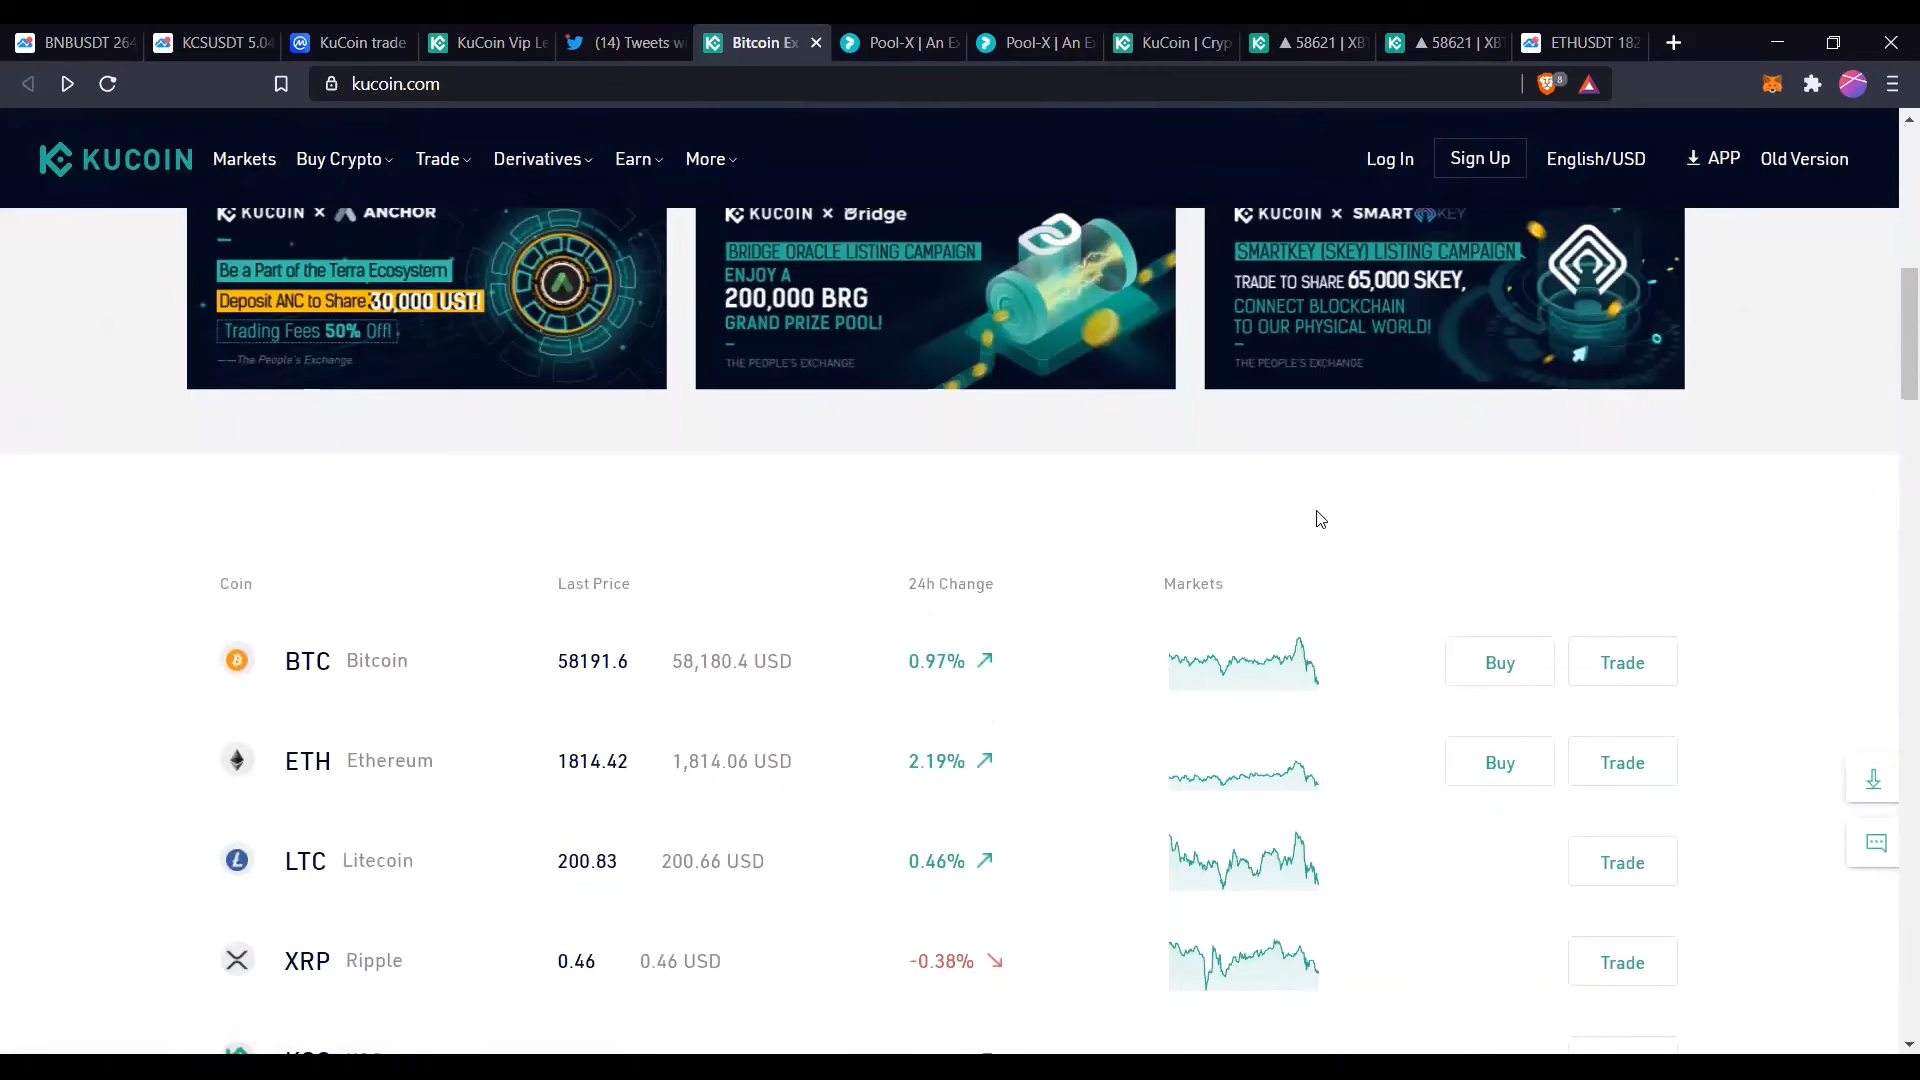 BNBUSDT 264
KCSUSDT 5.04
KuCoin trade
KuCoin Vip Le
(14) Tweets w
Bitcoin Ex
Pool-X | An Ex
Pool-X | An Ex
KuCoin | Cryp
▲ 58621 | XBT
▲ 58621 | XBT
ETHUSDT 182
kucoin.com
8
KUCOIN
Markets
Buy Crypto
Trade
Derivatives
Earn
More
Log In
Sign Up
English/USD
APP
Old Version
KUCOIN × ANCHOR
Be a Part of the Terra Ecosystem
Deposit ANC to Share 30,000 UST!
Trading Fees 50% Off!
——The People's Exchange.
KUCOIN × Bridge
BRIDGE ORACLE LISTING CAMPAIGN
ENJOY A
200,000 BRG
GRAND PRIZE POOL!
THE PEOPLE'S EXCHANGE
KUCOIN × SMARTKEY
SMARTKEY (SKEY) LISTING CAMPAIGN
TRADE TO SHARE 65,000 SKEY,
CONNECT BLOCKCHAIN
TO OUR PHYSICAL WORLD!
THE PEOPLE'S EXCHANGE
Coin Last Price 24h Change Markets
BTC Bitcoin 58191.6 58,180.4 USD 0.97% Buy Trade
ETH Ethereum 1814.42 1,814.06 USD 2.19% Buy Trade
LTC Litecoin 200.83 200.66 USD 0.46% Trade
XRP Ripple 0.46 0.46 USD -0.38% Trade